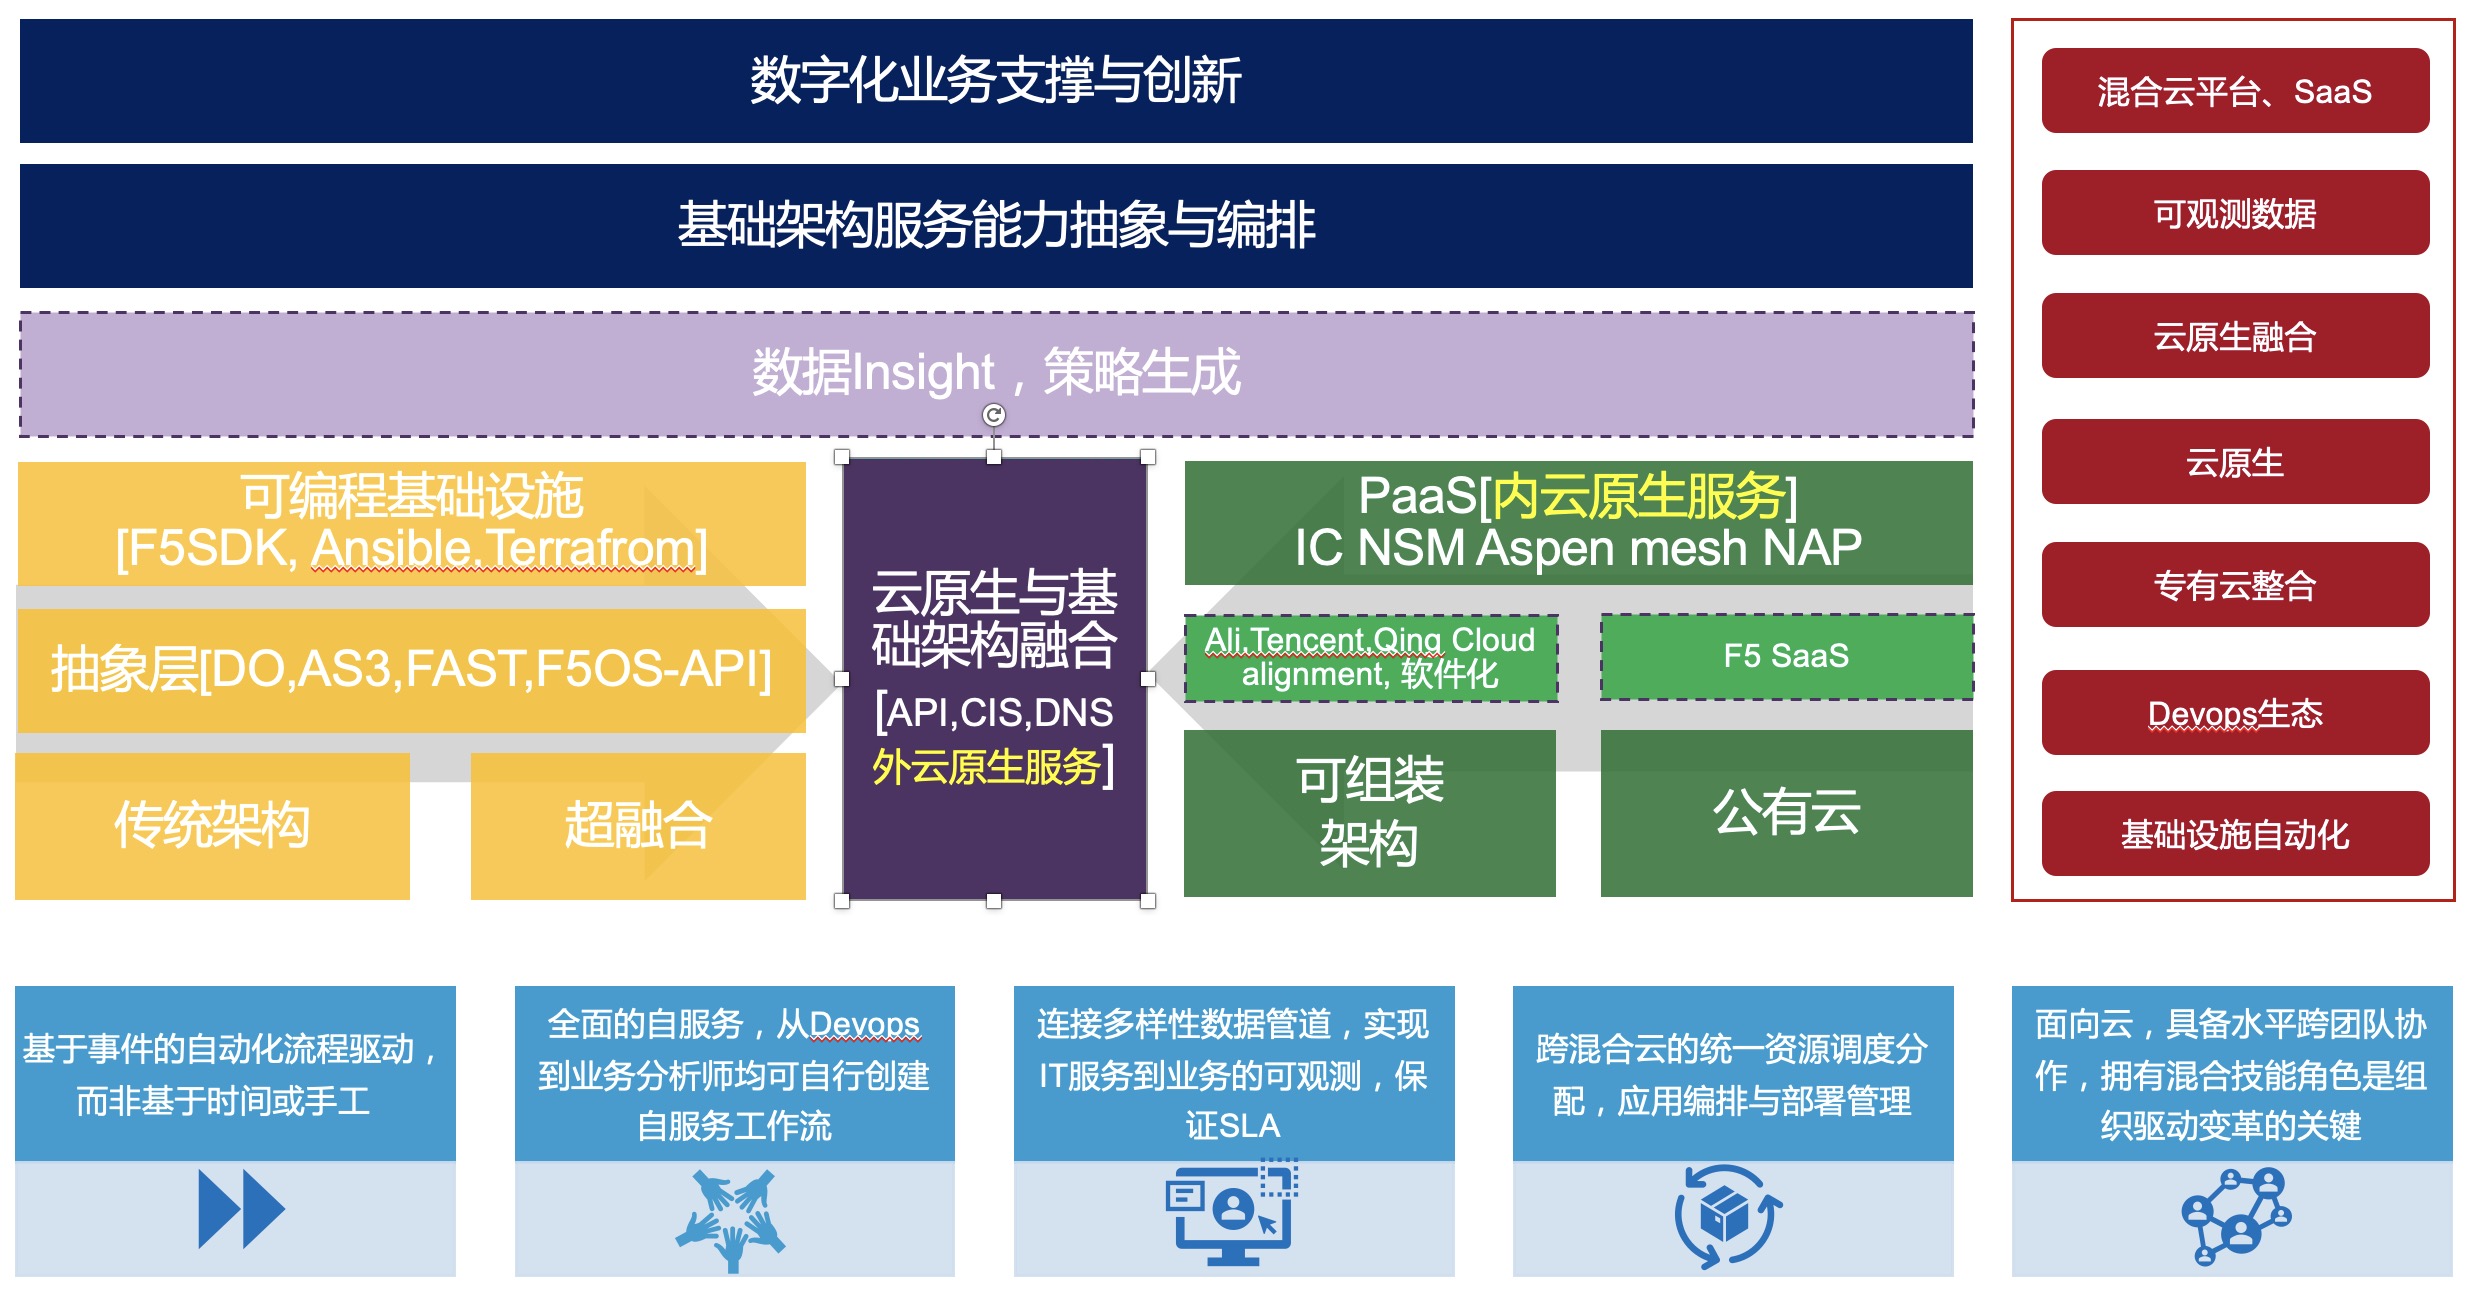 数字化业务支撑与创新
基础架构服务能力抽象与编排
数据Insight，策略生成
可编程基础设施
[F5SDK, Ansible,Terrafrom]
抽象层[DO,AS3,FAST,F5OS-API]
传统架构
超融合
云原生与基
础架构融合
[API,CIS,DNS
外云原生服务]
PaaS[内云原生服务]
IC NSM Aspen mesh NAP
Ali,Tencent,Qing Cloud
alignment, 软件化
F5 SaaS
可组装
架构
公有云
混合云平台、SaaS
可观测数据
云原生融合
云原生
专有云整合
Devops生态
基础设施自动化
基于事件的自动化流程驱动，
而非基于时间或手工
全面的自服务，从Devops
到业务分析师均可自行创建
自服务工作流
连接多样性数据管道，实现
IT服务到业务的可观测，保
证SLA
跨混合云的统一资源调度分
配，应用编排与部署管理
面向云，具备水平跨团队协
作，拥有混合技能角色是组
织驱动变革的关键